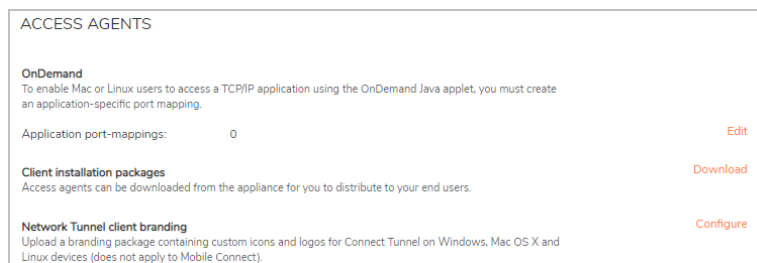 ACCESS AGENTS
OnDemand
To enable Mac or Linux users to access a TCP/IP application using the OnDemand Java applet, you must create
an application-specific port mapping.
Application port-mappings: 0 Edit
Client installation packages Download
Access agents can be downloaded from the appliance for you to distribute to your end users.
Network Tunnel client branding Configure
Upload a branding package containing custom icons and logos for Connect Tunnel on Windows, Mac OS X and
Linux devices (does not apply to Mobile Connect).